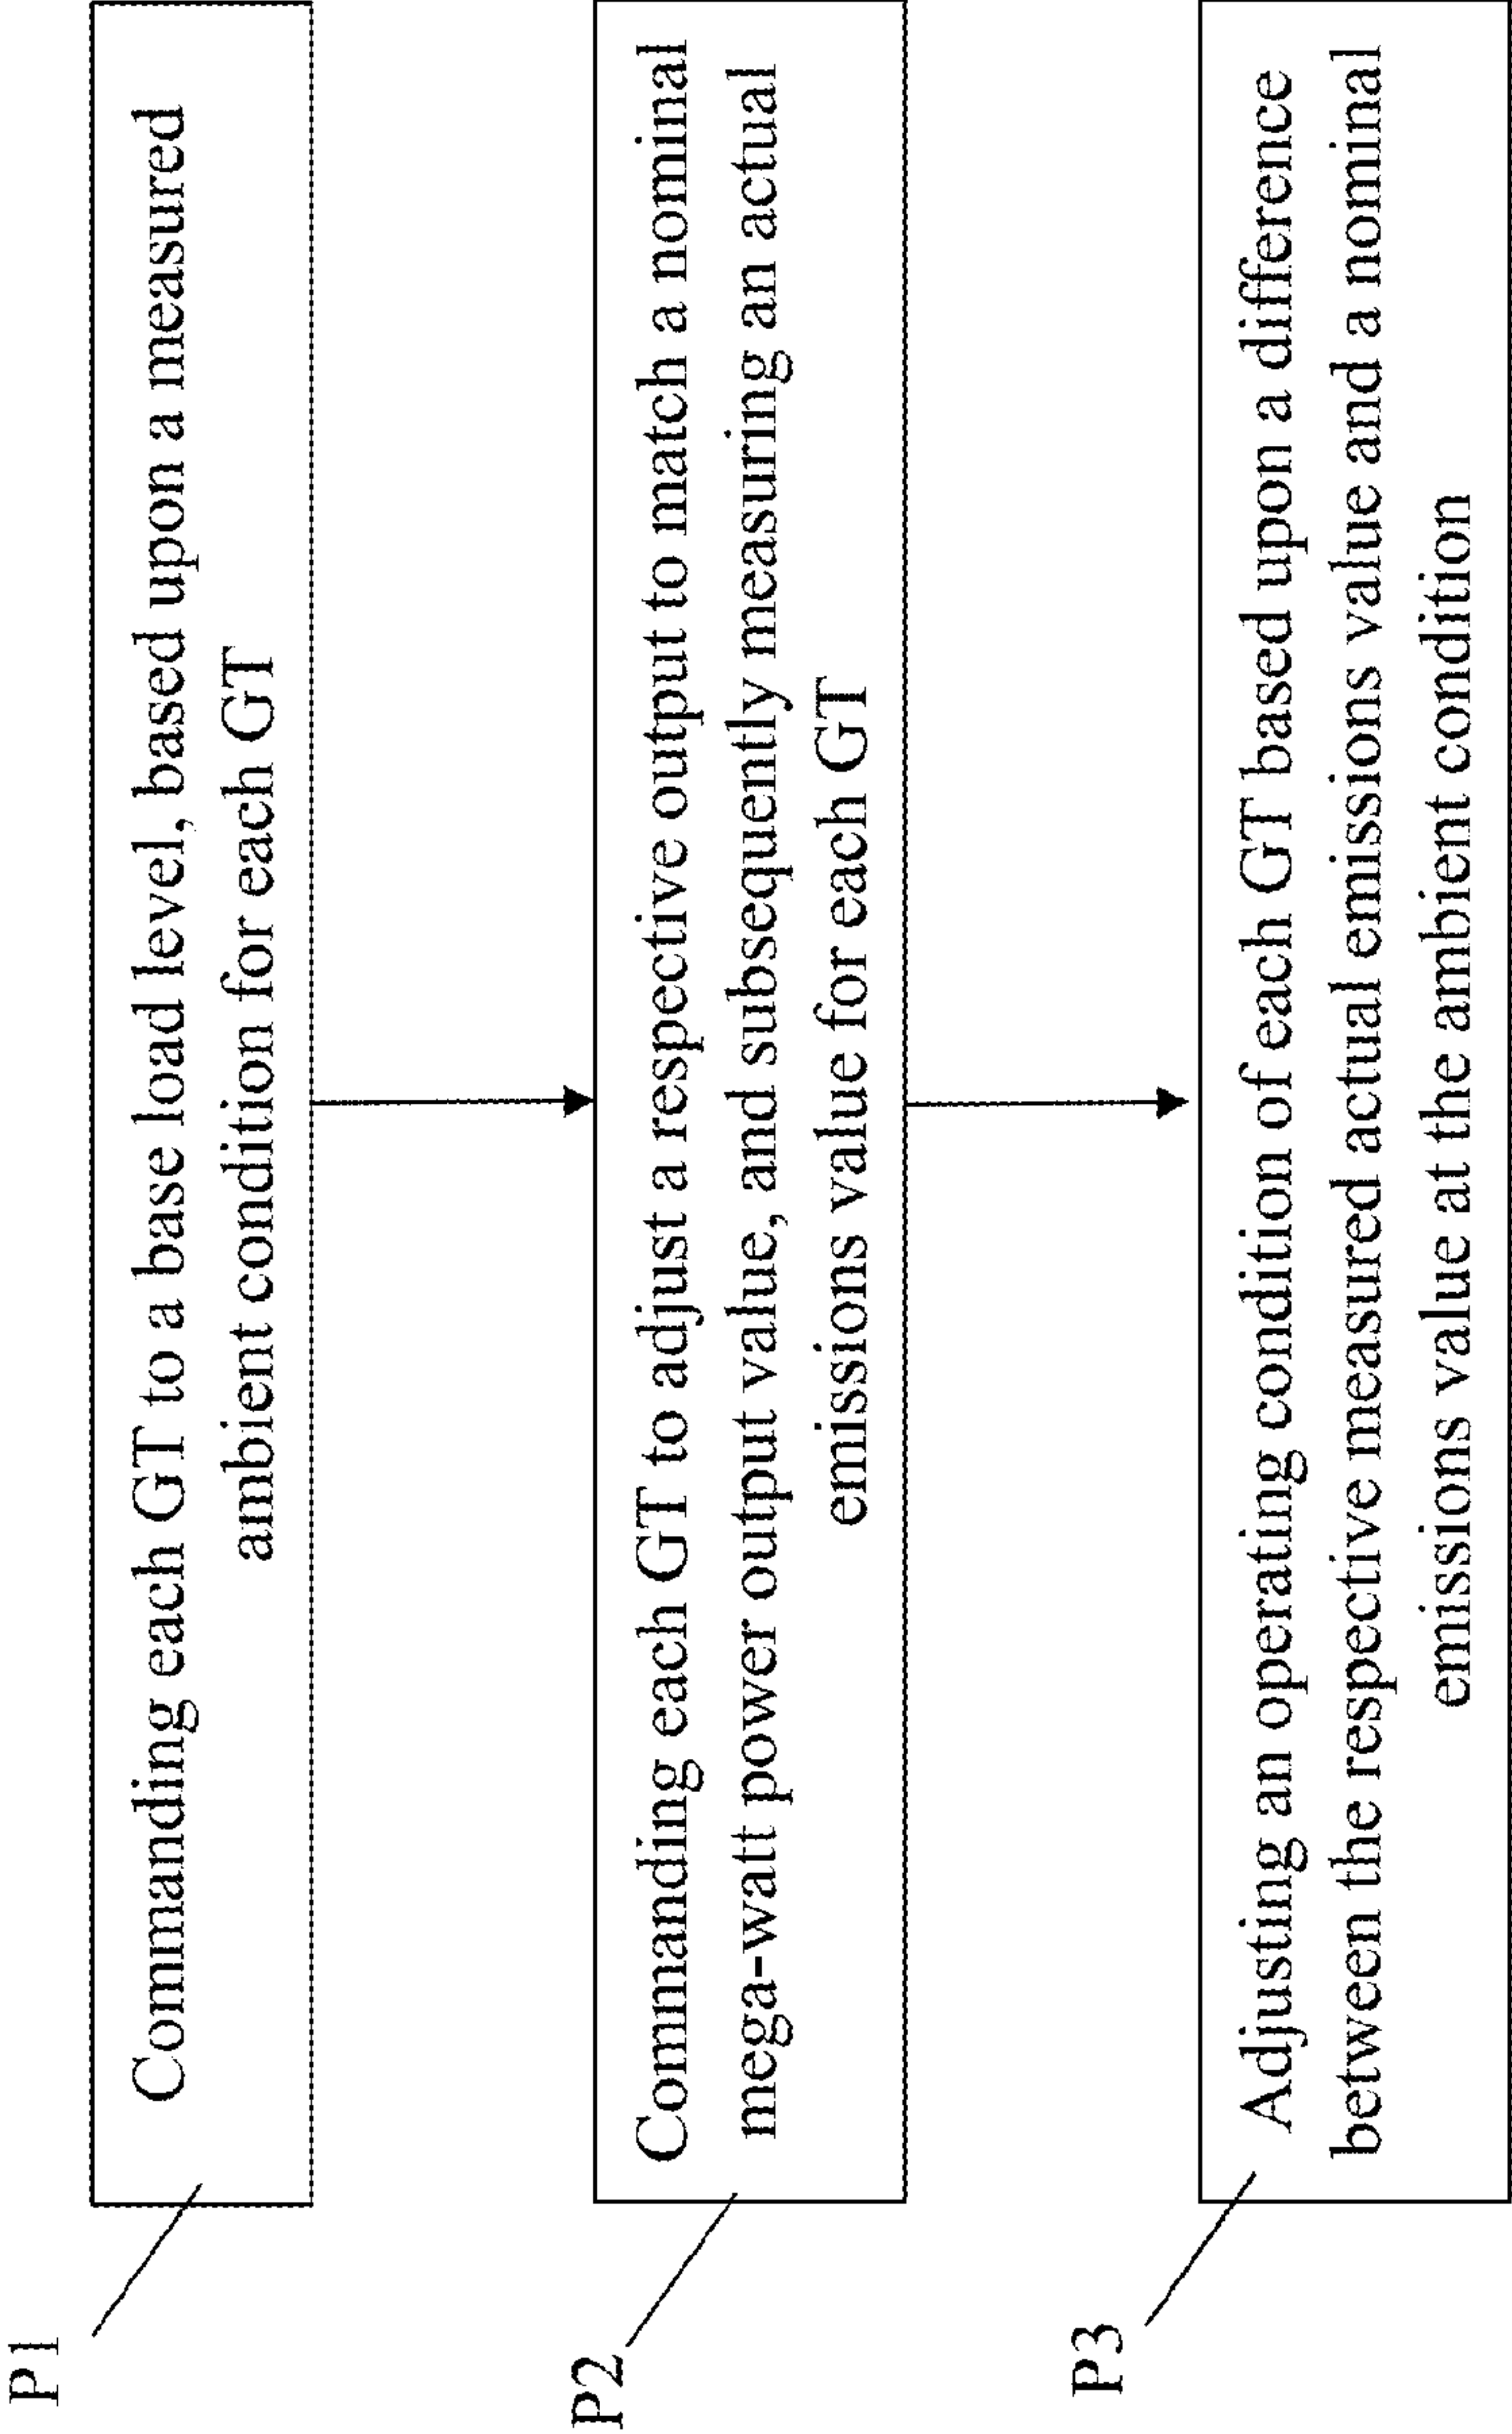 P1
Commanding each GT to a base load level, based upon a measured
ambient condition for each GT
P2
Commanding each GT to adjust a respective output to match a nominal
mega-watt power output value, and subsequently measuring an actual
emissions value for each GT
P3
Adjusting an operating condition of each GT based upon a difference
between the respective measured actual emissions value and a nominal
emissions value at the ambient condition